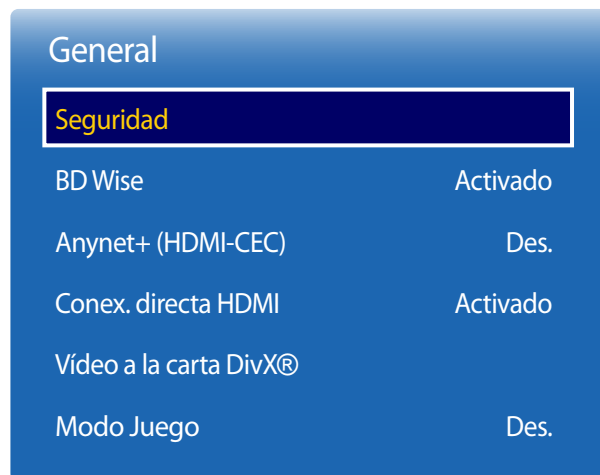 General
Seguridad
BD Wise Activado
Anynet+ (HDMI-CEC) Des.
Conex. directa HDMI Activado
Vídeo a la carta DivX®
Modo Juego Des.